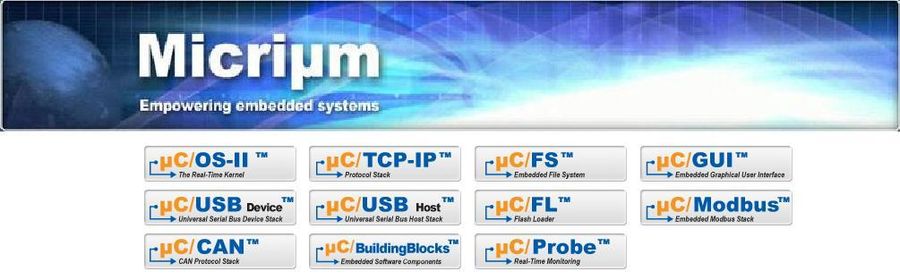 Micriµm
Empowering embedded systems
µC/OS-II™
The Real-Time Kernel
µC/TCP-IP™
Protocol Stack
µC/FS™
Embedded File System
µC/GUI™
Embedded Graphical User Interface
µC/USB Device™
Universal Serial Bus Device Stack
µC/USB Host™
Universal Serial Bus Host Stack
µC/FL™
Flash Loader
µC/Modbus™
Embedded Modbus Stack
µC/CAN™
CAN Protocol Stack
µC/BuildingBlocks™
Embedded Software Components
µC/Probe™
Real-Time Monitoring